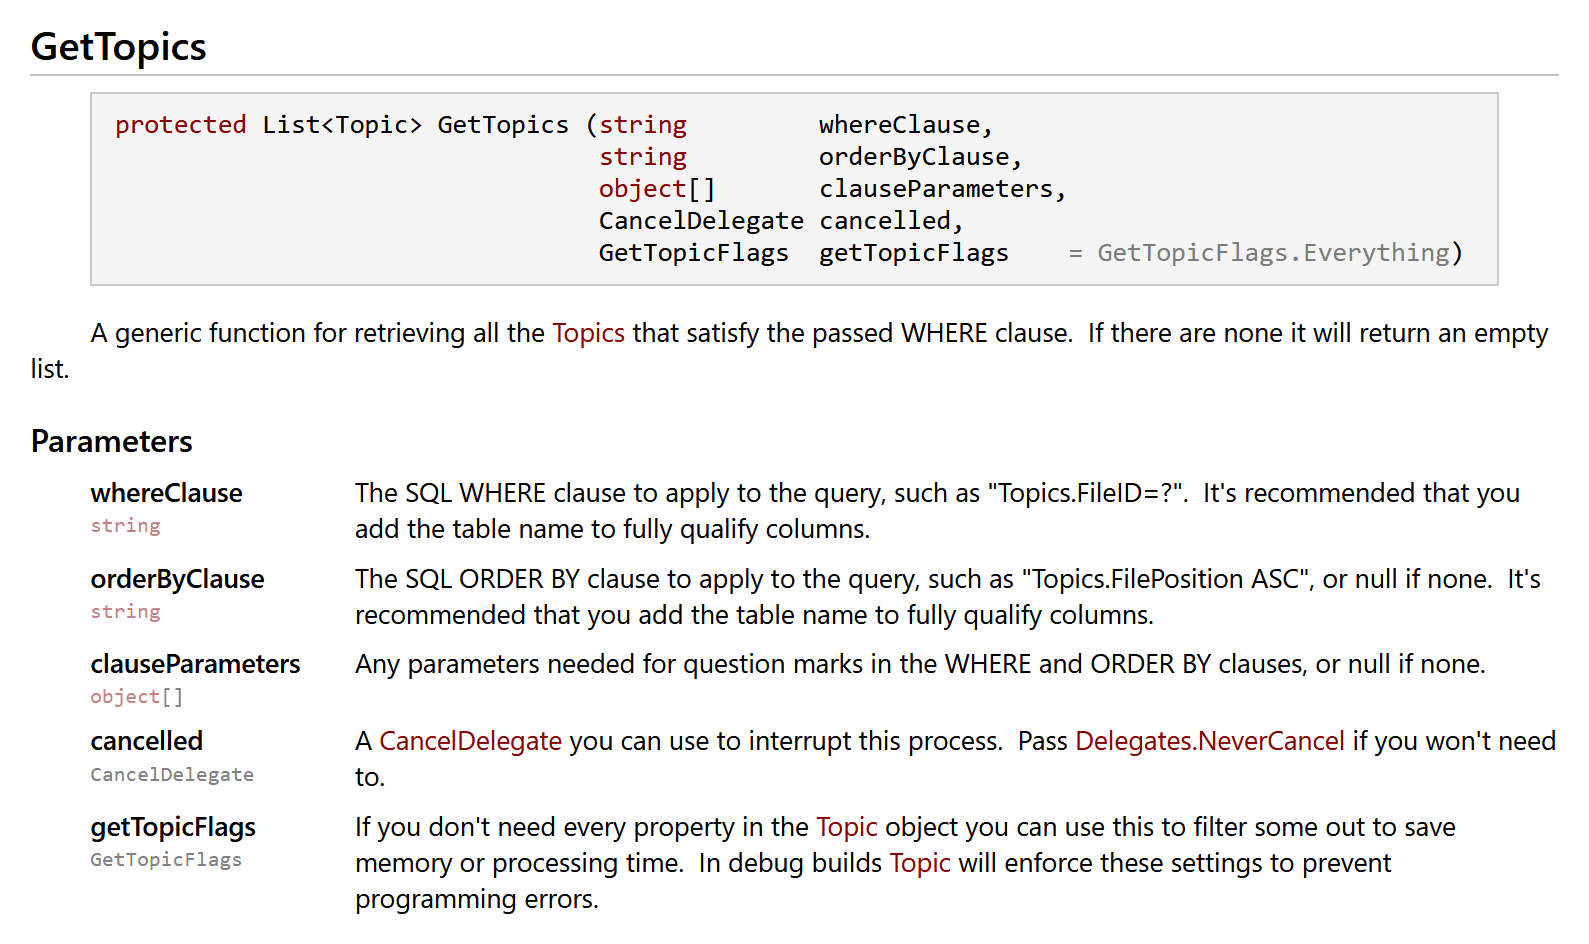 GetTopics
protected List<Topic> GetTopics (string whereClause,
string orderByClause,
object[] clauseParameters,
CancelDelegate cancelled,
GetTopicFlags getTopicFlags = GetTopicFlags.Everything)
A generic function for retrieving all the Topics that satisfy the passed WHERE clause.  If there are none it will return an empty
list.
Parameters
whereClause
string
The SQL WHERE clause to apply to the query, such as "Topics.FileID=?".  It's recommended that you
add the table name to fully qualify columns.
orderByClause
string
The SQL ORDER BY clause to apply to the query, such as "Topics.FilePosition ASC", or null if none.  It's
recommended that you add the table name to fully qualify columns.
clauseParameters
object[]
Any parameters needed for question marks in the WHERE and ORDER BY clauses, or null if none.
cancelled
CancelDelegate
A CancelDelegate you can use to interrupt this process.  Pass Delegates.NeverCancel if you won't need
to.
getTopicFlags
GetTopicFlags
If you don't need every property in the Topic object you can use this to filter some out to save
memory or processing time.  In debug builds Topic will enforce these settings to prevent
programming errors.